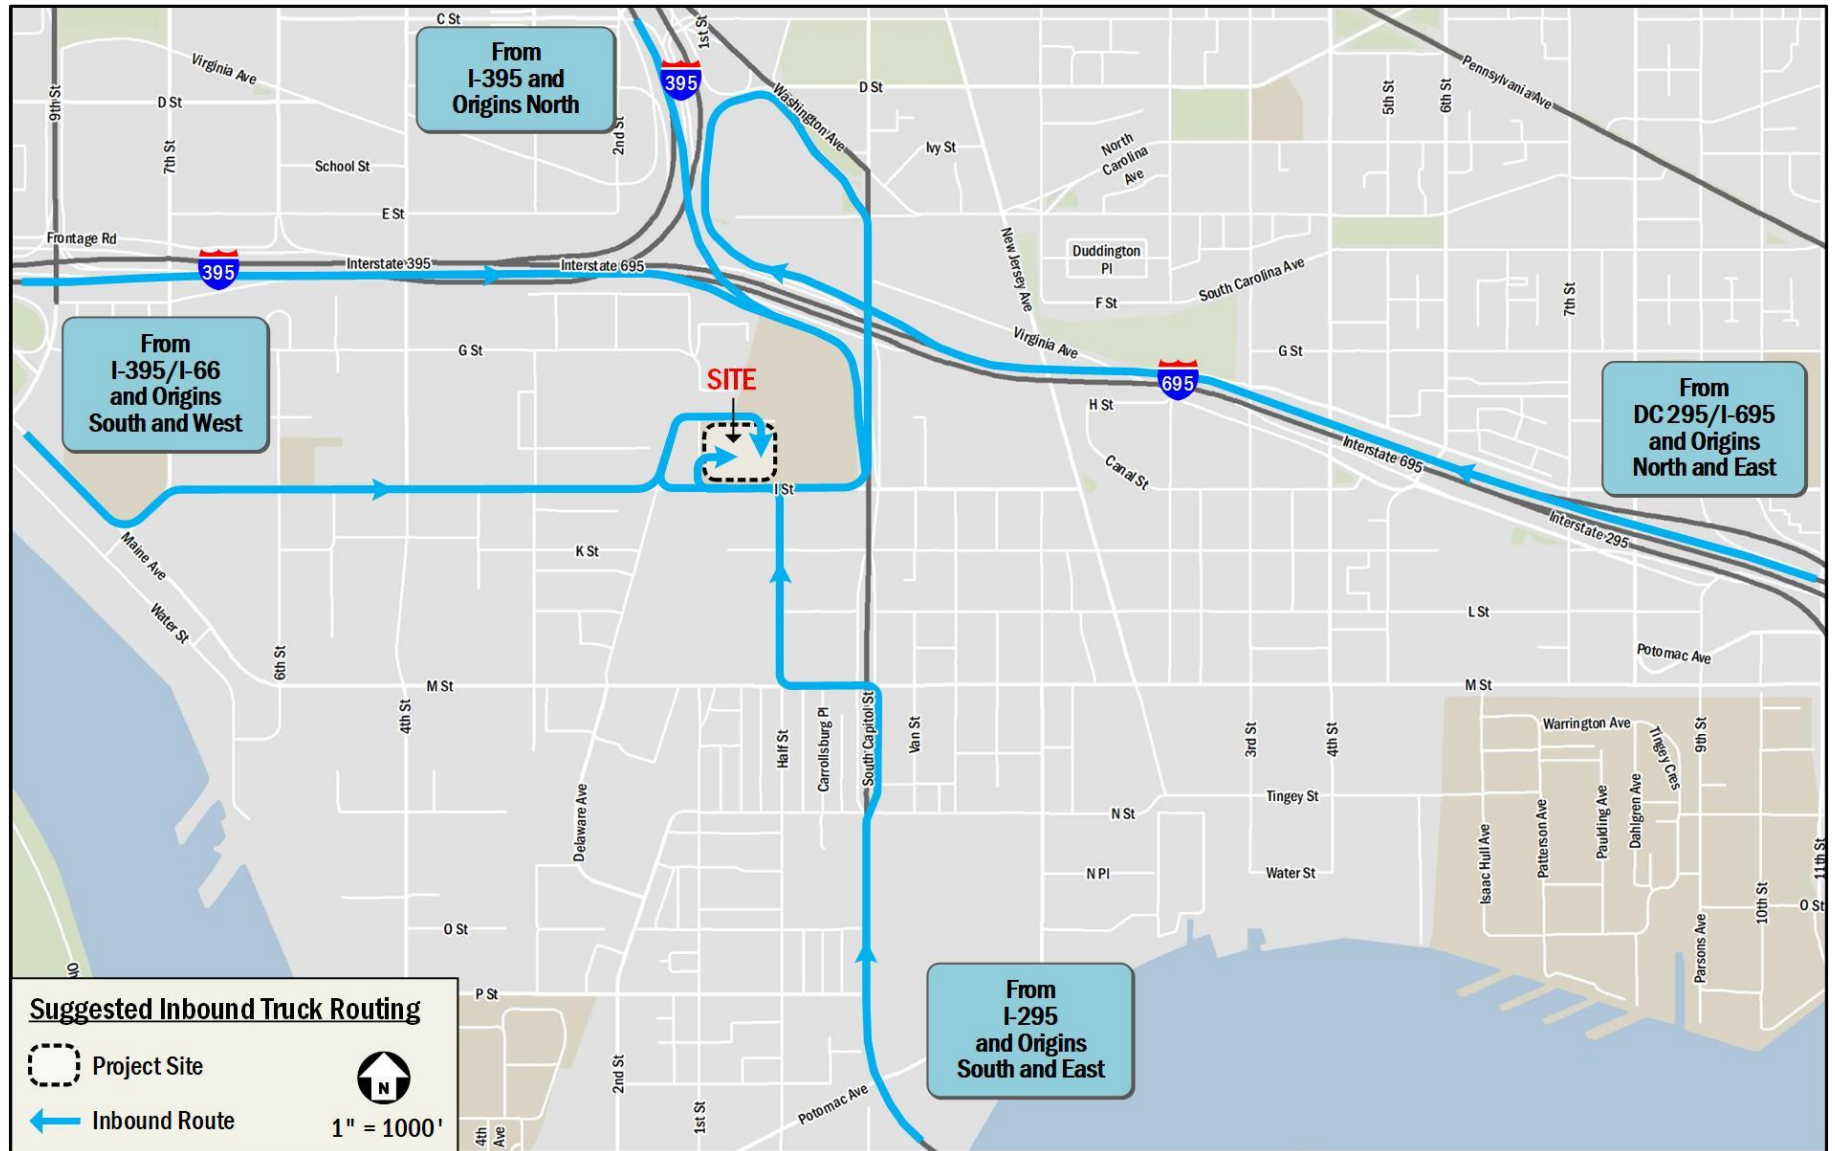 C St
1st St
From
I-395 and
Origins North
395
Virginia Ave
9th St
D St
2nd St
Washington Ave
D St
Pennsylvania Ave
5th St
6th St
7th St
School St
Ivy St
North
Carolina
Ave
E St
Frontage Rd
395
Interstate 395
Interstate 695
New Jersey Ave
Duddington
Pl
South Carolina Ave
F St
7th St
From
I-395/I-66
and Origins
South and West
G St
Virginia Ave
G St
SITE
695
H St
From
DC 295/I-695
and Origins
North and East
Interstate 695
Canal St
I St
Interstate 295
Maine Ave
K St
Water St
L St
6th St
Potomac Ave
M St
M St
4th St
Half St
Carrollsburg Pl
South Capitol St
Van St
3rd St
4th St
Warrington Ave
Tingey Cres
9th St
Delaware Ave
Tingey St
N St
Isaac Hull Ave
Patterson Ave
Paulding Ave
Dahlgren Ave
11th St
N Pl
Water St
10th St
O St
O St
Parsons Ave
Oh
P St
From
I-295
and Origins
South and East
2nd St
1st St
Potomac Ave
4th
Ave
Suggested Inbound Truck Routing
Project Site
N
Inbound Route
1" = 1000'